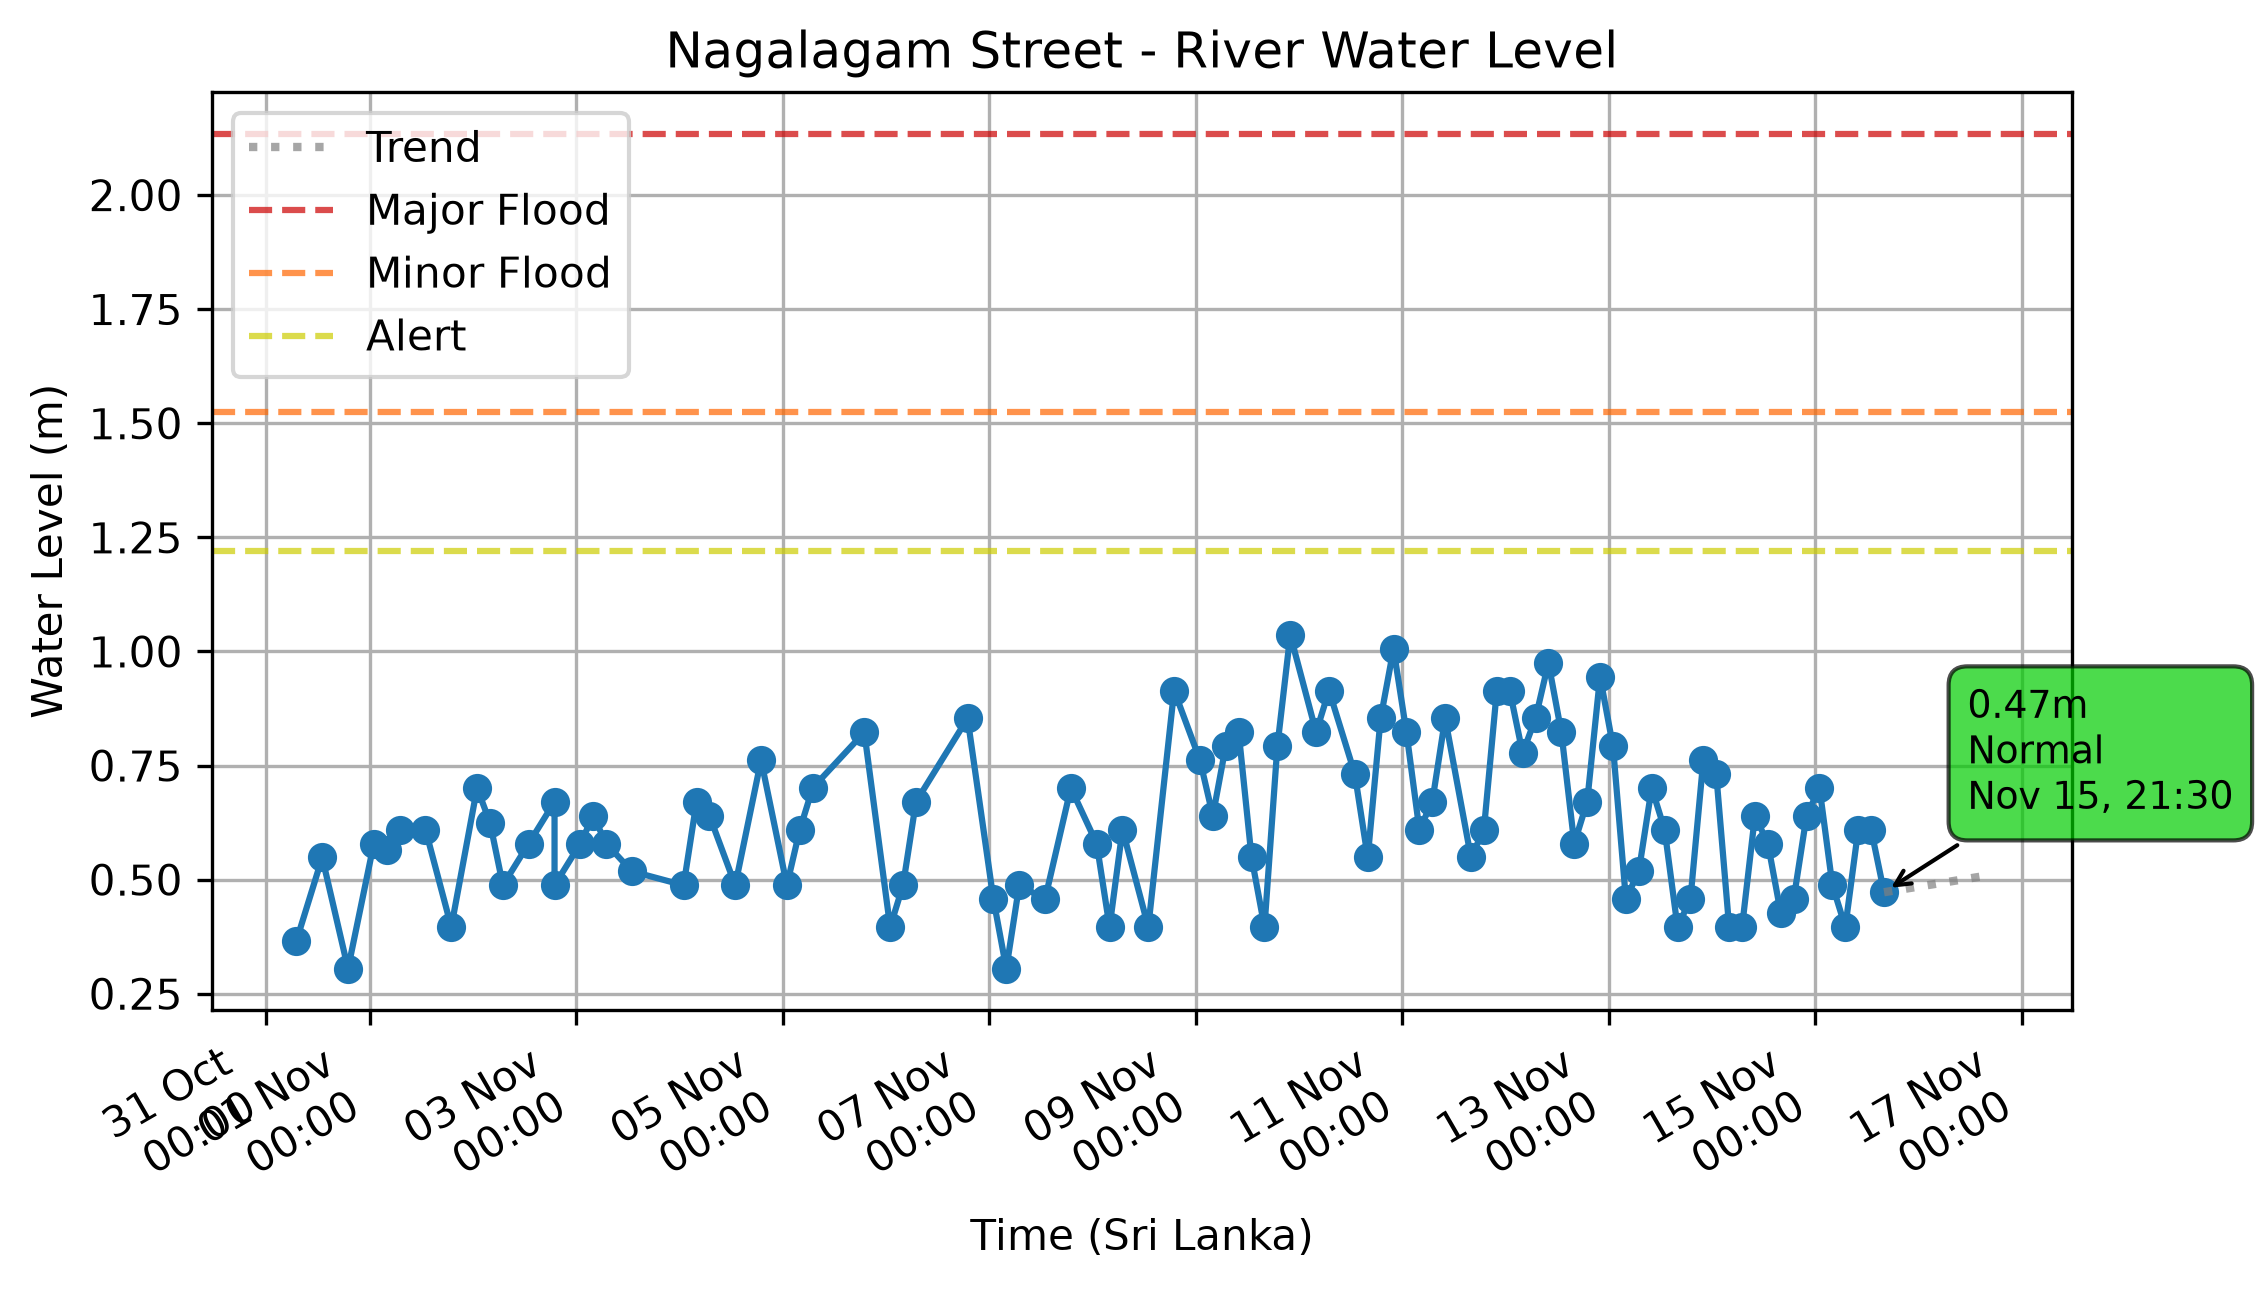 Nagalagam Street - River Water Level
Trend
Major Flood
Minor Flood
Alert
Water Level (m)
2.00
1.75
1.50
1.25
1.00
0.75
0.50
0.25
0.47m
Normal
Nov 15, 21:30
31 Oct
00:00
01 Nov
00:00
03 Nov
00:00
05 Nov
00:00
07 Nov
00:00
09 Nov
00:00
11 Nov
00:00
13 Nov
00:00
15 Nov
00:00
17 Nov
00:00
Time (Sri Lanka)